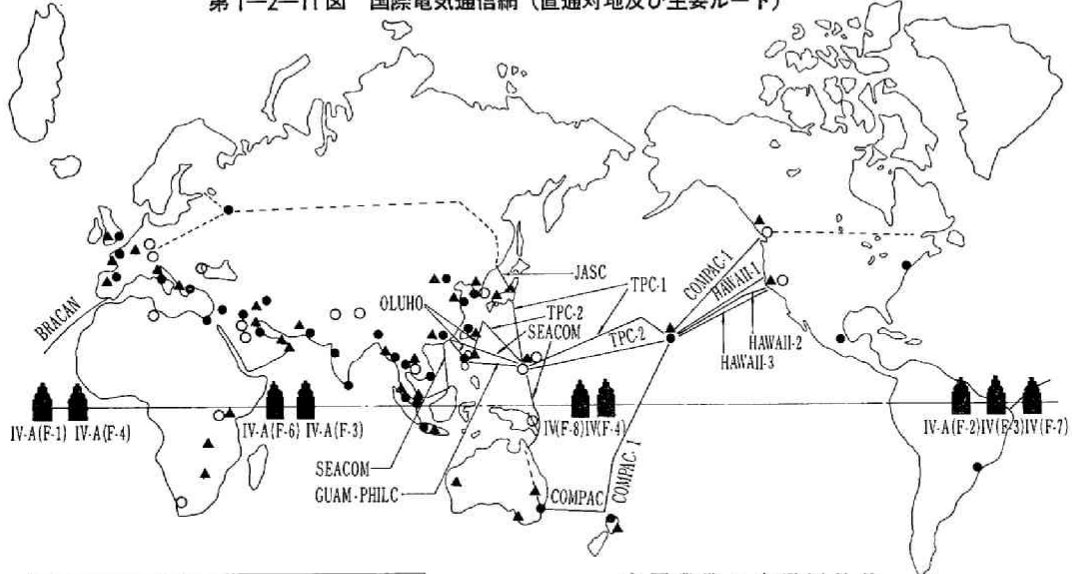 第1―2―11図 国際電気通信網（直通対地及び主要ルート）
JASC
TPC-1
OLUHO
TPC-2
SEACOM
COMPAC-1
HAWAII-1
TPC-2
HAWAII-2
HAWAII-3
BRACAN
IV-A(F-1) IV-A(F-4)
IV-A(F-6) IV-A(F-3)
IV(F-8)IV(F-4)
IV-A(F-2)IV(F-3)IV(F-7)
SEACOM
GUAM·PHILC
COMPAC
COMPAC.1